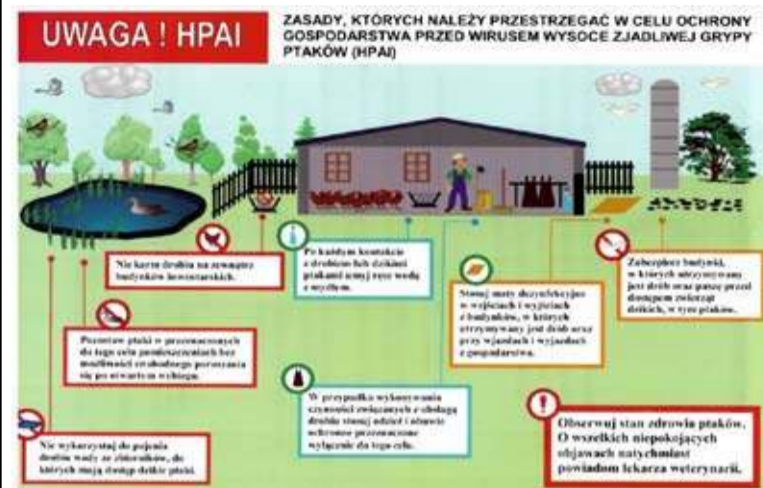 UWAGA ! HPAI
ZASADY, KTÓRYCH NALEŻY PRZESTRZEGAĆ W CELU OCHRONY
GOSPODARSTWA PRZED WIRUSEM WYSOCE ZJADLIWEJ GRYPY
PTAKÓW (HPAI)
Nie karm drobiu na zewnątrz
budynków inwentarskich.
Po każdym kontakcie
z drobiem lub dzikimi
ptakami umyj ręce wodą
z mydłem.
Zabezpiecz budynki,
w których utrzymywany
jest drób oraz paszę przed
dostępem zwierząt
dzikich, w tym ptaków.
Stosuj maty dezynfekcyjne
w wejściach i wyjściach
z budynków, w których
utrzymywany jest drób oraz
przy wjazdach i wyjazdach
z gospodarstwa.
Pozostaw ptaki w przeznaczonych
do tego celu pomieszczeniach bez
możliwości swobodnego poruszania
się po otwartym wybiegu.
W przypadku wykonywania
czynności związanych z obsługą
drobiu stosuj odzież i obuwie
ochronne przeznaczone
wyłącznie do tego celu.
Nie wykorzystuj do pojenia
drobiu wody ze zbiorników, do
których mają dostęp dzikie ptaki.
Obserwuj stan zdrowia ptaków.
O wszelkich niepokojących
objawach natychmiast
powiadom lekarza weterynarii.